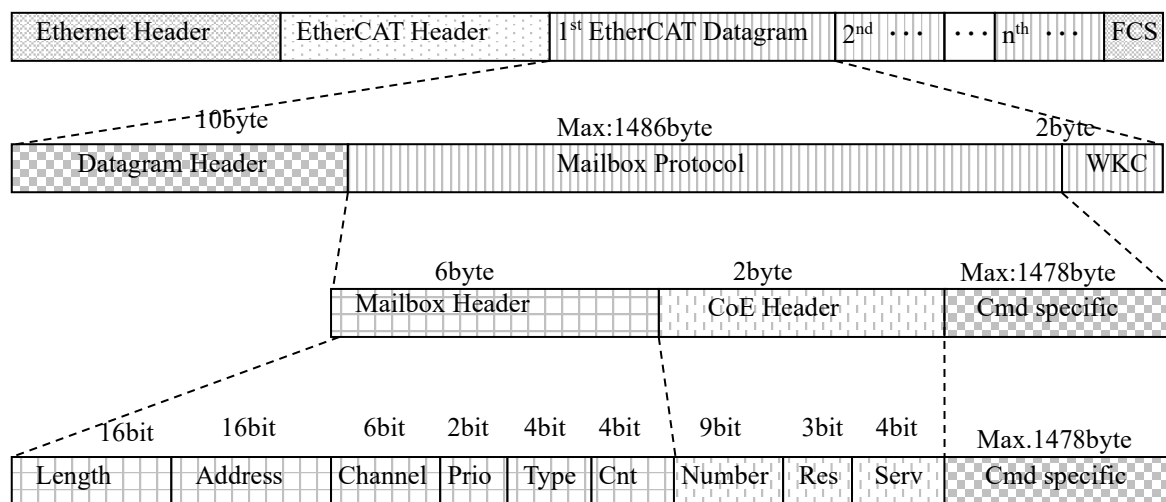 Ethernet Header EtherCAT Header 1st EtherCAT Datagram 2nd ··· ··· nth ··· FCS
10byte Max:1486byte 2byte
Datagram Header Mailbox Protocol WKC
6byte 2byte Max:1478byte
Mailbox Header CoE Header Cmd specific
16bit 16bit 6bit 2bit 4bit 4bit 9bit 3bit 4bit Max.1478byte
Length Address Channel Prio Type Cnt Number Res Serv Cmd specific